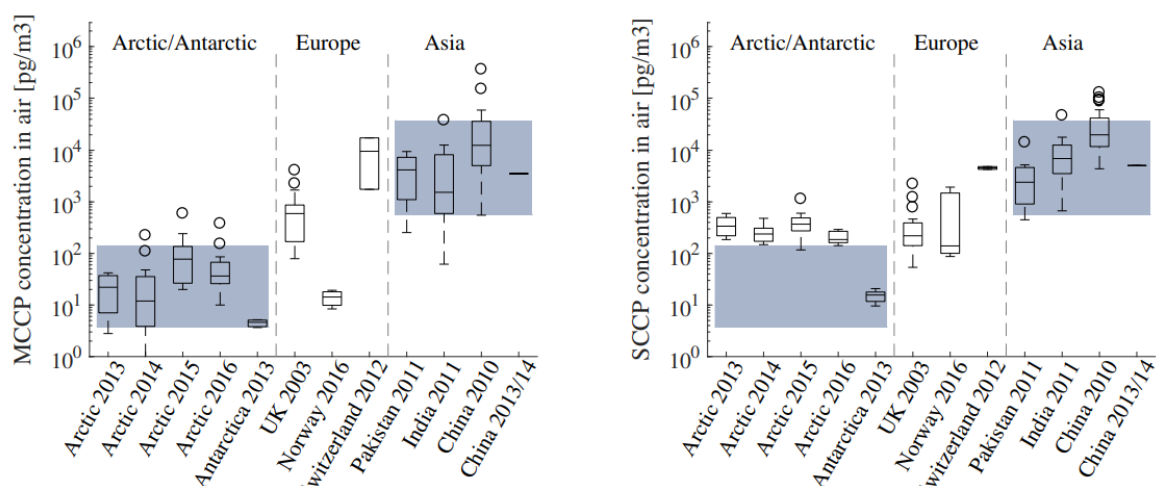 Arctic/Antarctic Europe Asia
MCCP concentration in air [pg/m3]
10^6
10^5
10^4
10^3
10^2
10^1
10^0
Arctic 2013
Arctic 2014
Arctic 2015
Arctic 2016
Antarctica 2013
UK 2003
Norway 2016
witzerland 2012
Pakistan 2011
India 2011
China 2010
China 2013/14
Arctic/Antarctic Europe Asia
SCCP concentration in air [pg/m3]
10^6
10^5
10^4
10^3
10^2
10^1
10^0
Arctic 2013
Arctic 2014
Arctic 2015
Arctic 2016
Antarctica 2013
UK 2003
Norway 2016
witzerland 2012
Pakistan 2011
India 2011
China 2010
China 2013/14